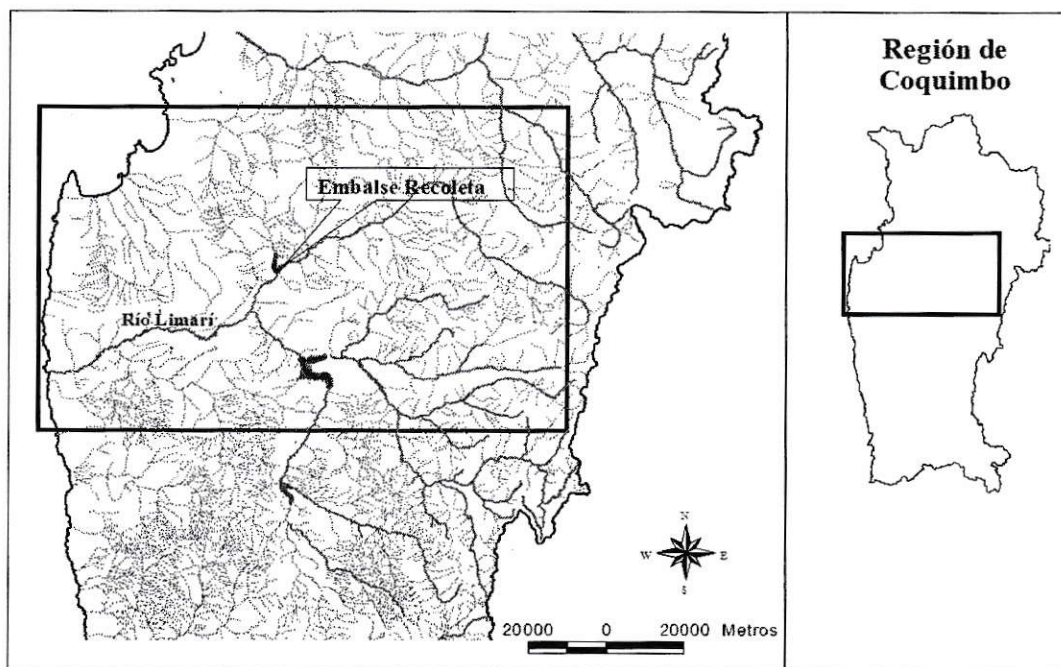 Región de
Coquimbo
Embalse Recoleta
Río Limarí
N
W E
S
20000 0 20000 Metros